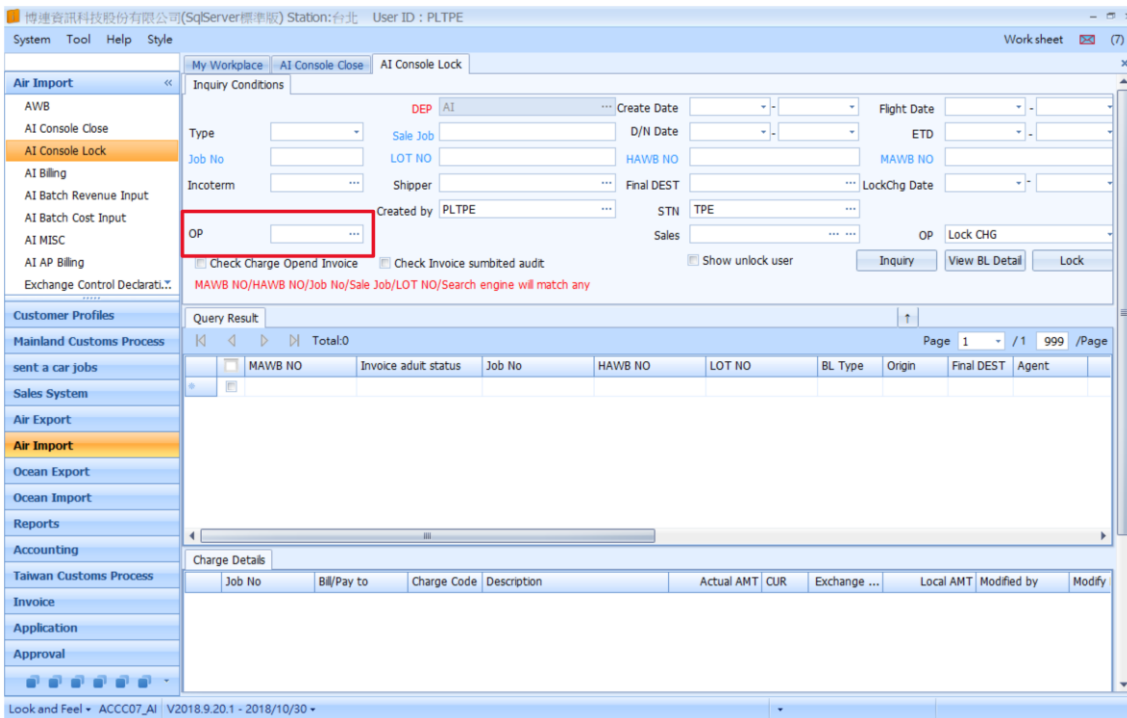 博連資訊科技股份有限公司(SqlServer標準版) Station:台北 User ID : PLTPE
System Tool Help Style Work sheet (7)
My Workplace AI Console Close AI Console Lock
Air Import «
AWB
AI Console Close
AI Console Lock
AI Billing
AI Batch Revenue Input
AI Batch Cost Input
AI MISC
AI AP Billing
Exchange Control Declarati...
Customer Profiles
Mainland Customs Process
sent a car jobs
Sales System
Air Export
Air Import
Ocean Export
Ocean Import
Reports
Accounting
Taiwan Customs Process
Invoice
Application
Approval
Inquiry Conditions
DEP AI ... Create Date - Flight Date -
Type Sale Job D/N Date - ETD -
Job No LOT NO HAWB NO MAWB NO
Incoterm ... Shipper ... Final DEST ... LockChg Date -
Created by PLTPE ... STN TPE ...
OP ... Sales ... ... OP Lock CHG
Check Charge Opend Invoice Check Invoice sumbited audit Show unlock user Inquiry View BL Detail Lock
MAWB NO/HAWB NO/Job No/Sale Job/LOT NO/Search engine will match any
Query Result ↑
Total:0 Page 1 / 1 999 /Page
MAWB NO Invoice aduit status Job No HAWB NO LOT NO BL Type Origin Final DEST Agent
Charge Details
Job No Bill/Pay to Charge Code Description Actual AMT CUR Exchange ... Local AMT Modified by Modify
Look and Feel ACCC07_AI V2018.9.20.1 - 2018/10/30